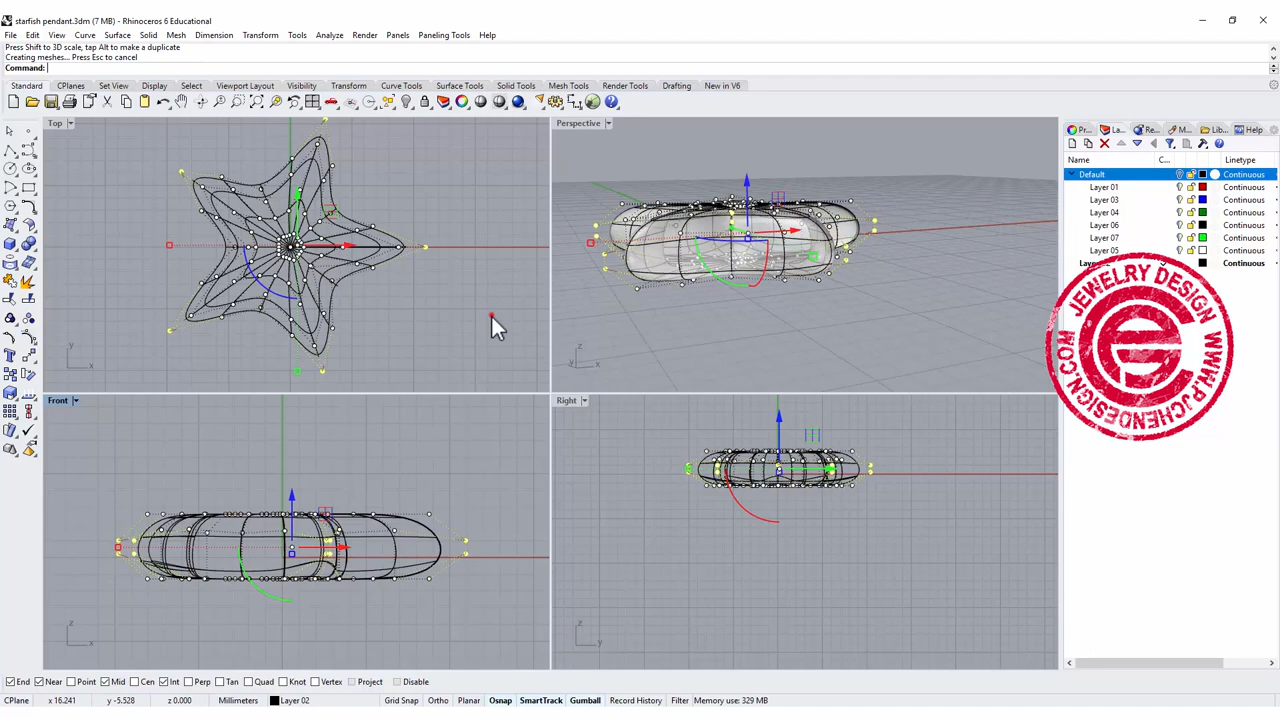 starfish pendant.3dm (7 MB) - Rhinoceros 6 Educational
File Edit View Curve Surface Solid Mesh Dimension Transform Tools Analyze Render Panels Paneling Tools Help
Press Shift to 3D scale, tap Alt to make a duplicate
Creating meshes... Press Esc to cancel
Command:
Standard CPlanes Set View Display Select Viewport Layout Visibility Transform Curve Tools Surface Tools Solid Tools Mesh Tools Render Tools Drafting New in V6
Top
Perspective
Pr... La... Re... M... Lib... Help
Name C... Linetype
Default Continuous
Layer 01 Continuous
Layer 03 Continuous
Layer 04 Continuous
Layer 06 Continuous
Layer 07 Continuous
Layer 05 Continuous
Continuous
JEWELRY DESIGN
WWW.PJCHENDESIGN.COM
y x
z y x
Front
Right
z x
z y
End Near Point Mid Cen Int Perp Tan Quad Knot Vertex Project Disable
CPlane x 16.241 y -5.528 z 0.000 Millimeters Layer 02 Grid Snap Ortho Planar Osnap SmartTrack Gumball Record History Filter Memory use: 329 MB